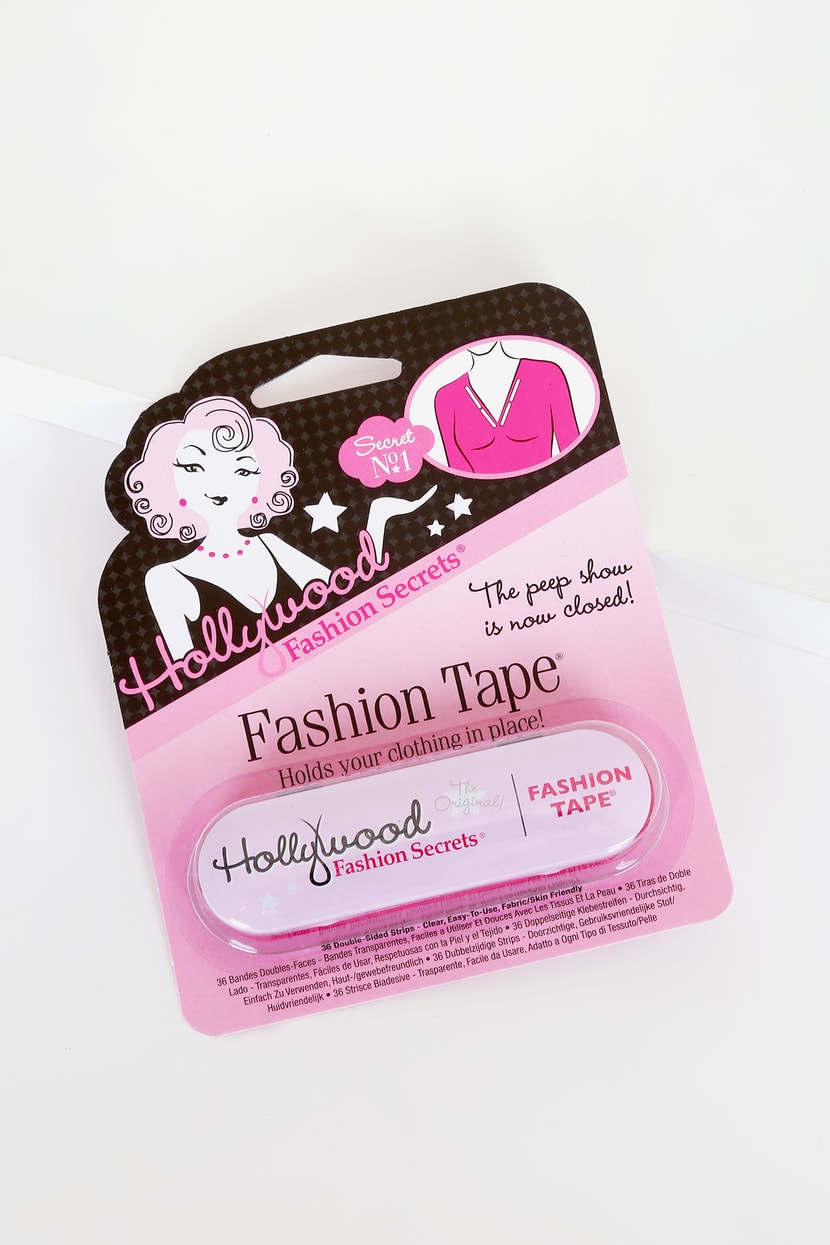 Secret
No1
Hollywood
Fashion Secrets®
The peep show
is now closed!
Fashion Tape®
Holds your clothing in place!
The
Original!
Hollywood
Fashion Secrets®
FASHION
TAPE®
36 Double-Sided Strips - Clear, Easy-To-Use, Fabric/Skin Friendly
36 Bandes Doubles-Faces - Bandes Transparentes, Faciles a Utiliser Et Douces Avec Les Tissus Et La Peau • 36 Tiras de Doble
Lado - Transparentes, Fáciles de Usar, Respetuosas con la Piel y el Tejido • 36 Doppelseitige Klebestreifen - Durchsichtig,
Einfach Zu Verwenden, Haut-/gewebefreundlich • 36 Dubbelzijdige Strips - Doorzichtige, Gebruiksvriendelijke Stof/
Huidvriendelijk • 36 Strisce Biadesive - Trasparente, Facile da Usare, Adatto a Ogni Tipo di Tessuto/Pelle